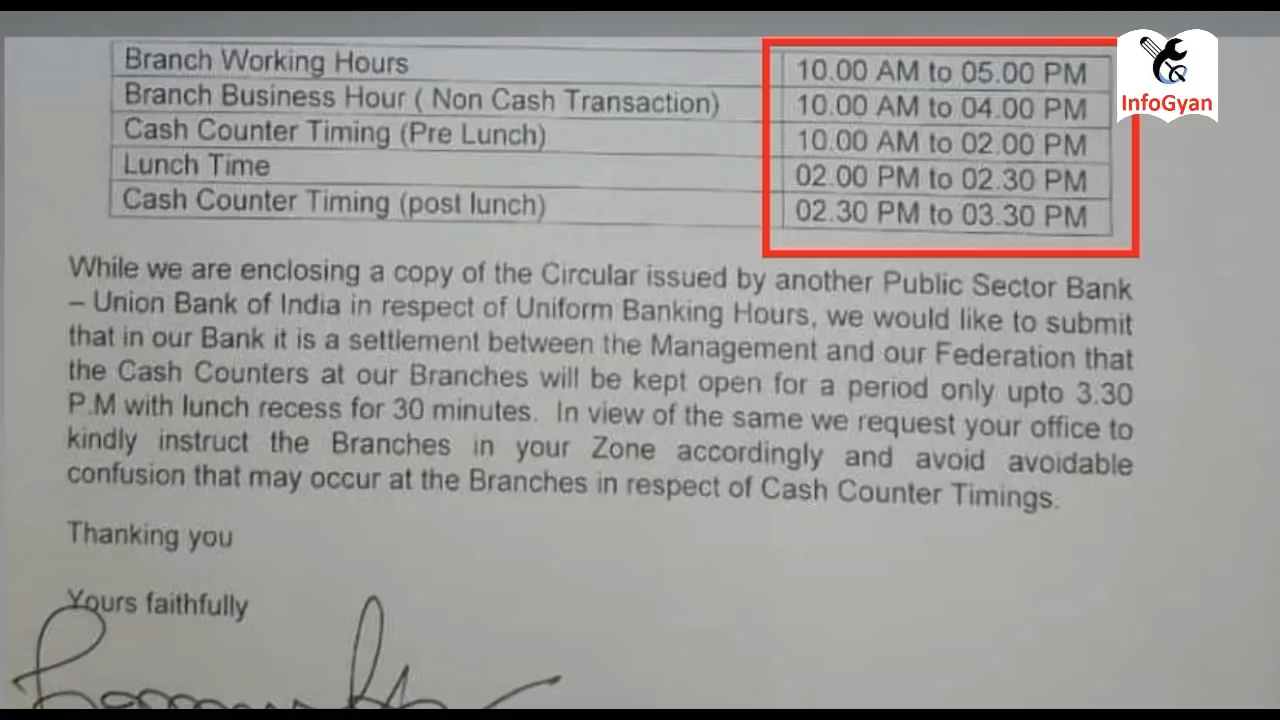 Branch Working Hours 10.00 AM to 05.00 PM
Branch Business Hour ( Non Cash Transaction) 10.00 AM to 04.00 PM
Cash Counter Timing (Pre Lunch) 10.00 AM to 02.00 PM
Lunch Time 02.00 PM to 02.30 PM
Cash Counter Timing (post lunch) 02.30 PM to 03.30 PM
InfoGyan
While we are enclosing a copy of the Circular issued by another Public Sector Bank
– Union Bank of India in respect of Uniform Banking Hours, we would like to submit
that in our Bank it is a settlement between the Management and our Federation that
the Cash Counters at our Branches will be kept open for a period only upto 3.30
P.M with lunch recess for 30 minutes. In view of the same we request your office to
kindly instruct the Branches in your Zone accordingly and avoid avoidable
confusion that may occur at the Branches in respect of Cash Counter Timings.
Thanking you
Yours faithfully